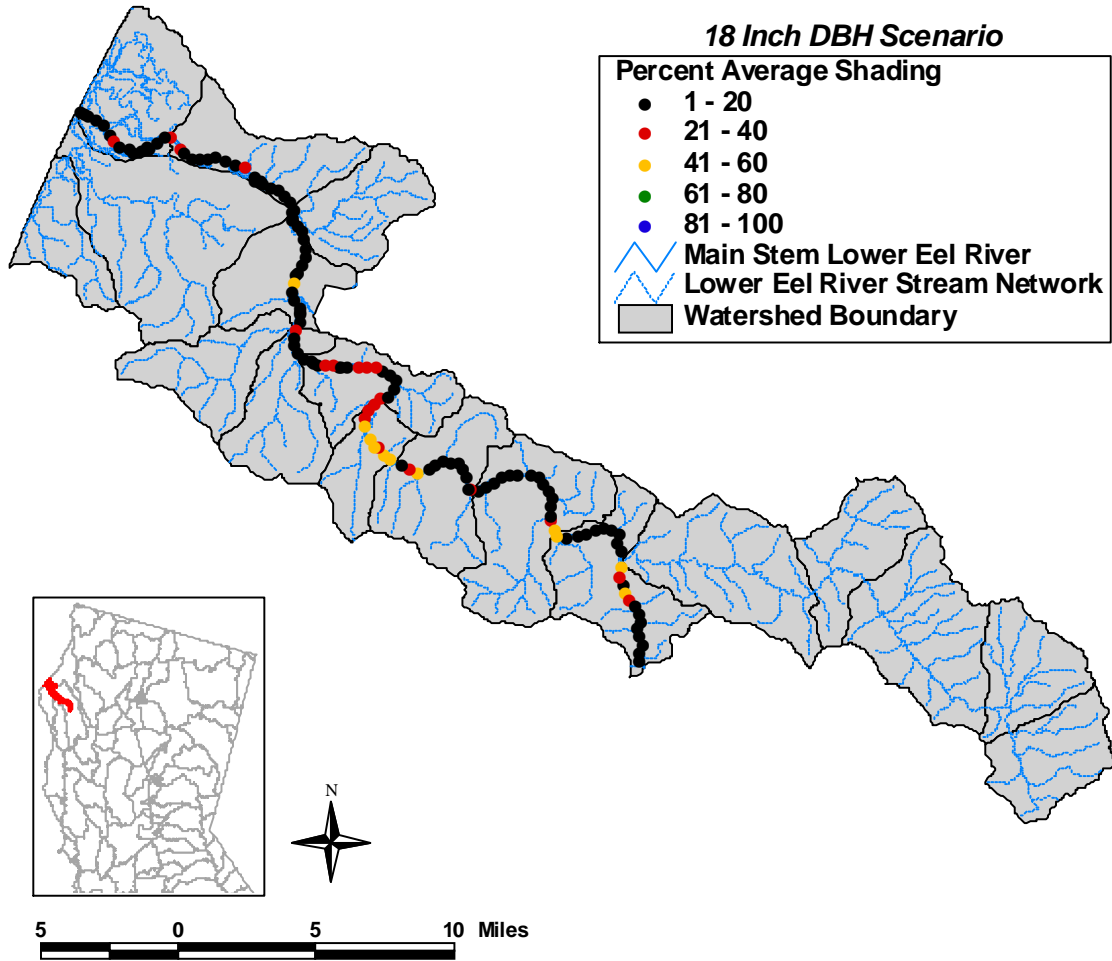 18 Inch DBH Scenario
Percent Average Shading
1 - 20
21 - 40
41 - 60
61 - 80
81 - 100
Main Stem Lower Eel River
Lower Eel River Stream Network
Watershed Boundary
N
5 0 5 10 Miles